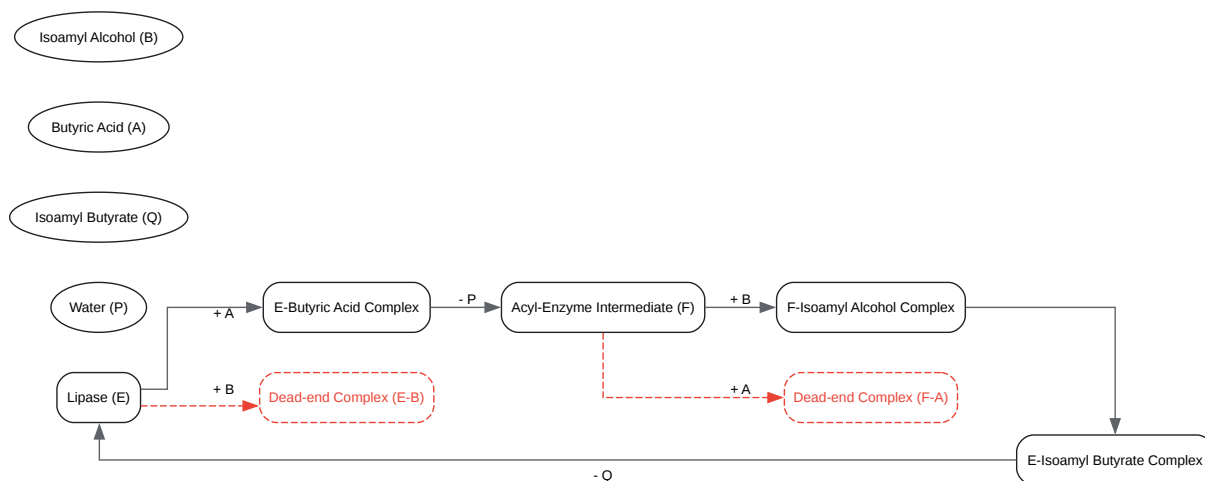 Isoamyl Alcohol (B)
Butyric Acid (A)
Isoamyl Butyrate (Q)
Water (P)
+ A
E-Butyric Acid Complex
- P
Acyl-Enzyme Intermediate (F)
+ B
F-Isoamyl Alcohol Complex
Lipase (E)
+ B
Dead-end Complex (E-B)
+ A
Dead-end Complex (F-A)
E-Isoamyl Butyrate Complex
- Q